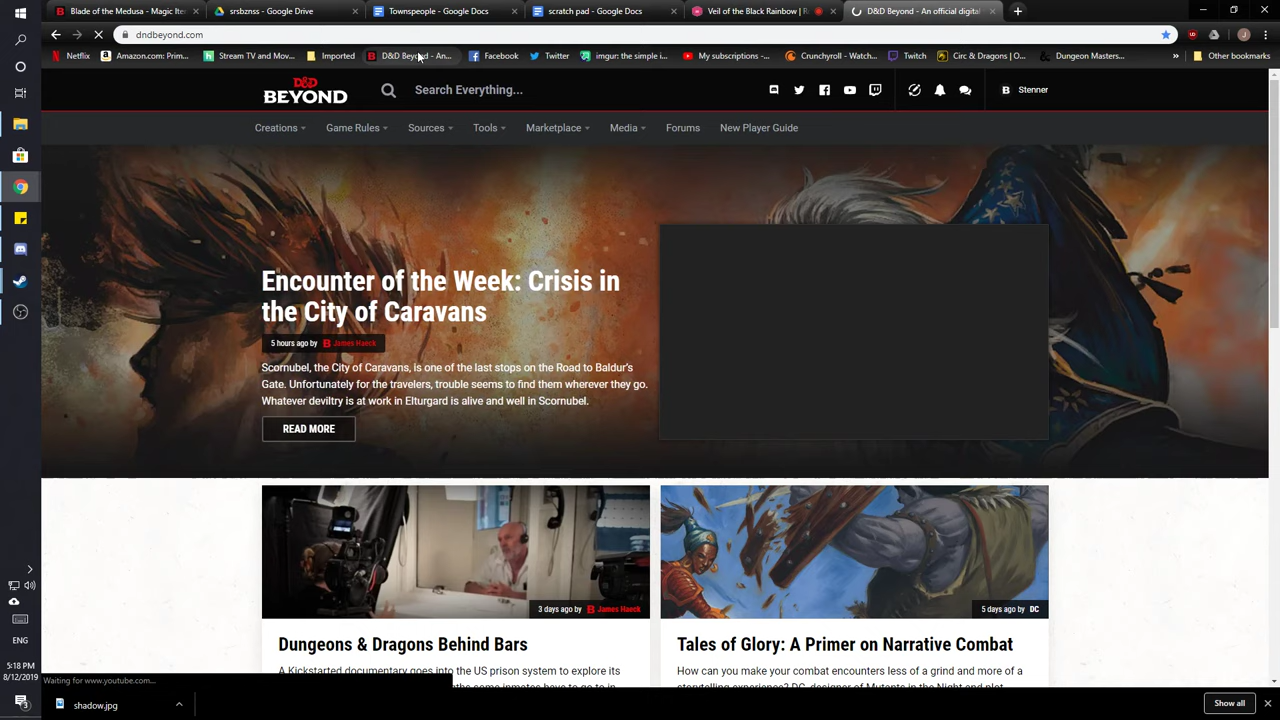 Blade of the Medusa - Magic Ite
srsbznss - Google Drive
Townspeople - Google Docs
scratch pad - Google Docs
Veil of the Black Rainbow | R
D&D Beyond - An official digital
dndbeyond.com
Netflix
Amazon.com: Prim...
Stream TV and Mov...
Imported
D&D Beyond - An...
Facebook
Twitter
imgur: the simple i...
My subscriptions -...
Crunchyroll - Watch...
Twitch
Circ & Dragons | O...
Dungeon Masters...
Other bookmarks
D&D
BEYOND
Search Everything...
Stenner
Creations
Game Rules
Sources
Tools
Marketplace
Media
Forums
New Player Guide
Encounter of the Week: Crisis in
the City of Caravans
5 hours ago by James Haeck
Scornubel, the City of Caravans, is one of the last stops on the Road to Baldur's
Gate. Unfortunately for the travelers, trouble seems to find them wherever they go.
Whatever deviltry is at work in Elturgard is alive and well in Scornubel.
READ MORE
3 days ago by James Haeck
5 days ago by DC
Dungeons & Dragons Behind Bars
Tales of Glory: A Primer on Narrative Combat
A Kickstarted documentary goes into the US prison system to explore its
How can you make your combat encounters less of a grind and more of a
ENG
5:18 PM
8/12/2019
Waiting for www.youtube.com...
shadow.jpg
Show all